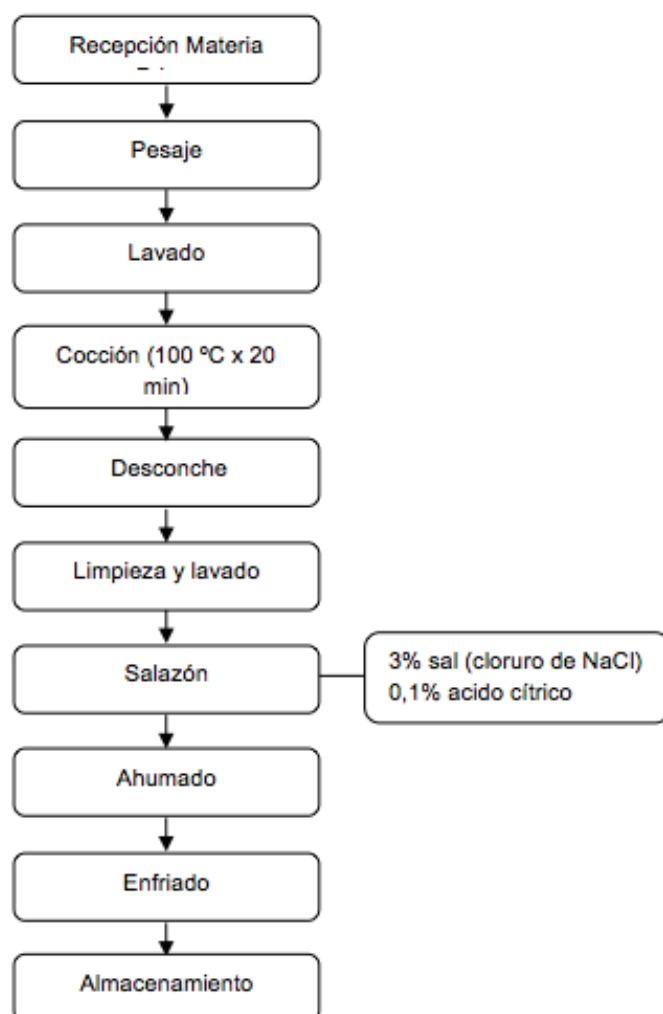 Recepción Materia
Pesaje
Lavado
Cocción (100 ºC x 20
min)
Desconche
Limpieza y lavado
Salazón
3% sal (cloruro de NaCl)
0,1% acido cítrico
Ahumado
Enfriado
Almacenamiento